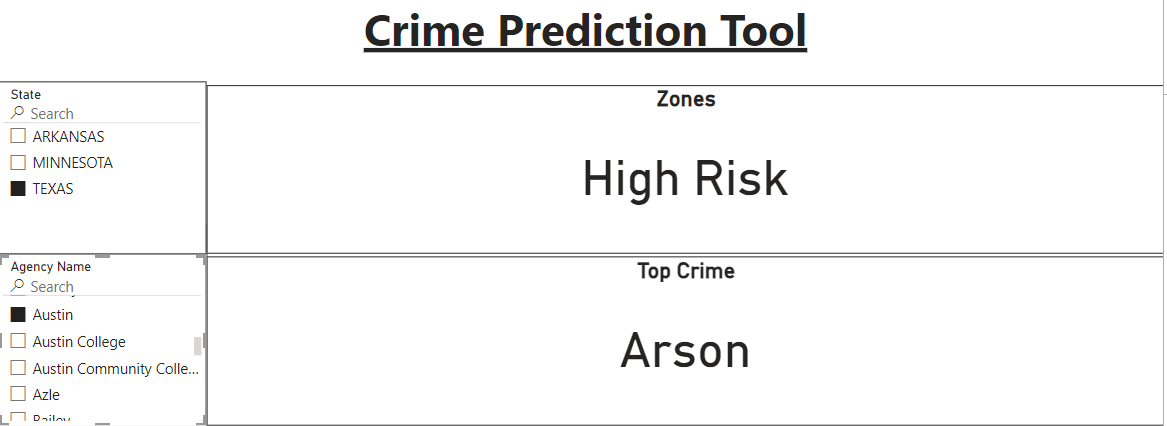 Crime Prediction Tool
State
Search
ARKANSAS
MINNESOTA
TEXAS
Zones
High Risk
Agency Name
Search
Austin
Austin College
Austin Community Colle...
Azle
Bailey
Top Crime
Arson